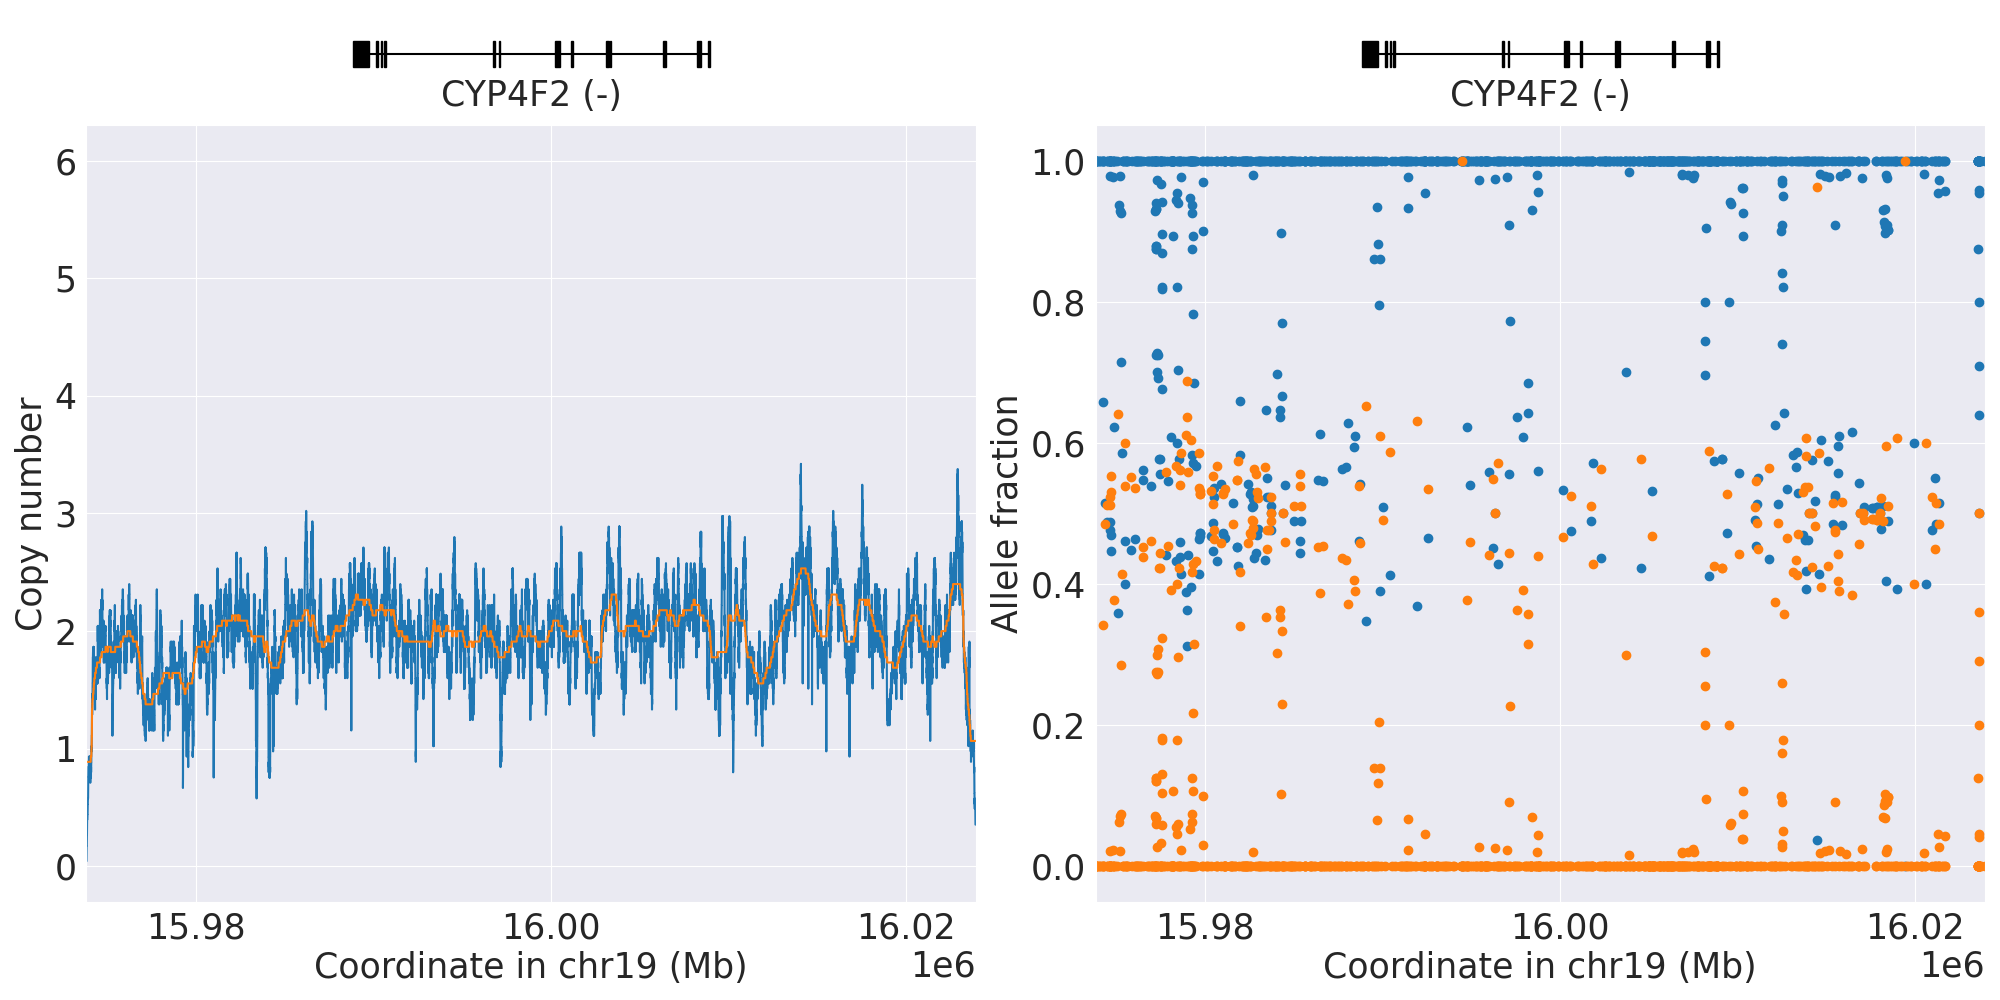 CYP4F2 (-)
CYP4F2 (-)
Copy number
6
5
4
3
2
1
0
15.98
16.00
16.02
Coordinate in chr19 (Mb)
1e6
Allele fraction
1.0
0.8
0.6
0.4
0.2
0.0
15.98
16.00
16.02
Coordinate in chr19 (Mb)
1e6